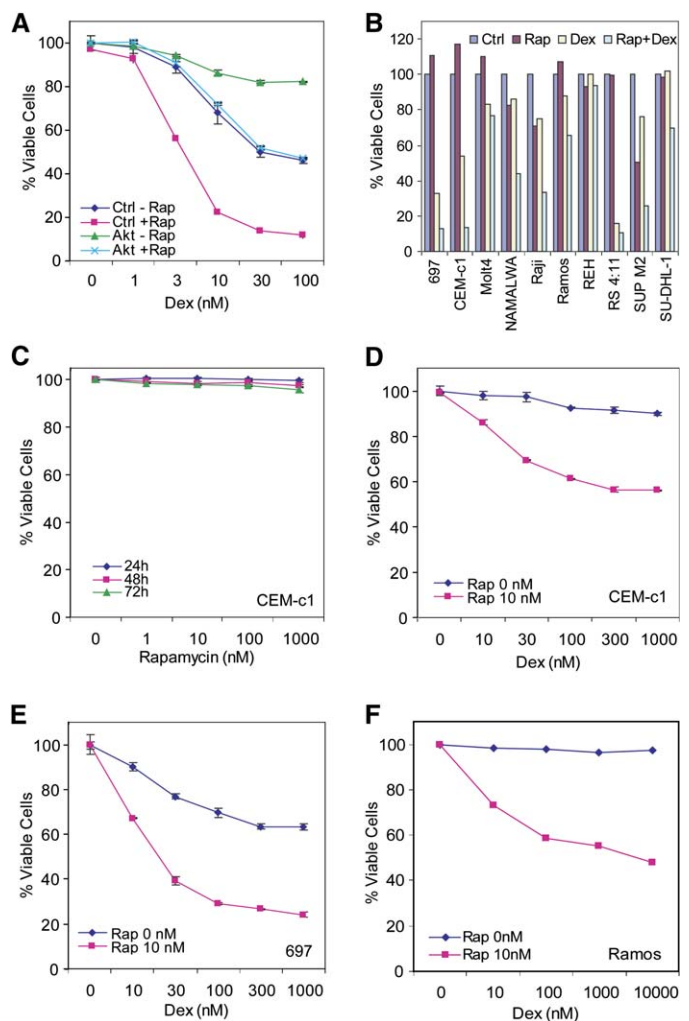 A
% Viable Cells
100
80
60
40
20
0
Ctrl - Rap
Ctrl +Rap
Akt - Rap
Akt +Rap
0 1 3 10 30 100
Dex (nM)
B
% Viable Cells
120
100
80
60
40
20
0
Ctrl Rap Dex Rap+Dex
697
CEM-c1
Molt4
NAMALWA
Raji
Ramos
REH
RS 4:11
SUP M2
SU-DHL-1
C
% Viable Cells
100
80
60
40
20
0
24h
48h
72h
CEM-c1
0 1 10 100 1000
Rapamycin (nM)
D
% Viable Cells
100
80
60
40
20
0
Rap 0 nM
Rap 10 nM
CEM-c1
0 10 30 100 300 1000
Dex (nM)
E
% Viable Cells
100
80
60
40
20
0
Rap 0 nM
Rap 10 nM
697
0 10 30 100 300 1000
Dex (nM)
F
% Viable Cells
100
80
60
40
20
0
Rap 0nM
Rap 10nM
Ramos
0 10 100 1000 10000
Dex (nM)